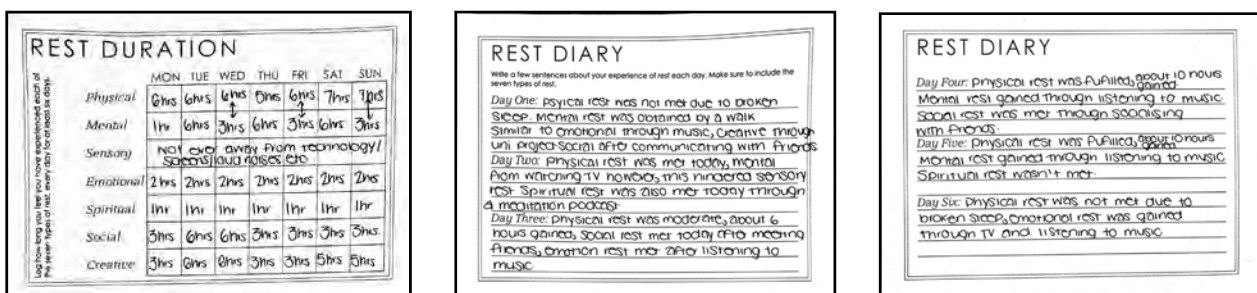 REST DURATION
Log how long you feel you have experienced each of
the seven types of rest, every day for at least six days.
MON TUE WED THU FRI SAT SUN
Physical 6hrs 6hrs 6hrs 5hrs 6hrs 7hrs 7hrs
Mental 1hr 6hrs 3hrs 6hrs 3hrs 6hrs 3hrs
Sensory Not ever away from technology/
screens/loud noises etc
Emotional 2hrs 2hrs 2hrs 2hrs 2hrs 2hrs 2hrs
Spiritual 1hr 1hr 1hr 1hr 1hr 1hr 1hr
Social 3hrs 6hrs 6hrs 3hrs 3hrs 3hrs 3hrs
Creative 3hrs 6hrs 3hrs 3hrs 5hrs 5hrs
REST DIARY
Write a few sentences about your experience of rest each day. Make sure to include the
seven types of rest.
Day One: psyical rest was not met due to broken
sleep. Mental rest was obtained by a walk
similar to emotional through music, creative through
uni project social after communicating with friends
Day Two: physical rest was met today, mental
from watching TV however, this hindered sensory
rest Spiritual rest was also met today through
a meditation podcast
Day Three: physical rest was moderate, about 6
hours gained, social rest met today after meeting
friends, emotion rest met after listening to
music
REST DIARY
Day Four: physical rest was fufilled, about 10 hours
gained.
Mental rest gained through listening to music
social rest was met through socialising
with friends.
Day Five: physical rest was fufilled, about 10 hours
gained
Mental rest gained through listening to music
Spiritual rest wasn't met.
Day Six: physical rest was not met due to
broken sleep, emotional rest was gained
through TV and listening to music